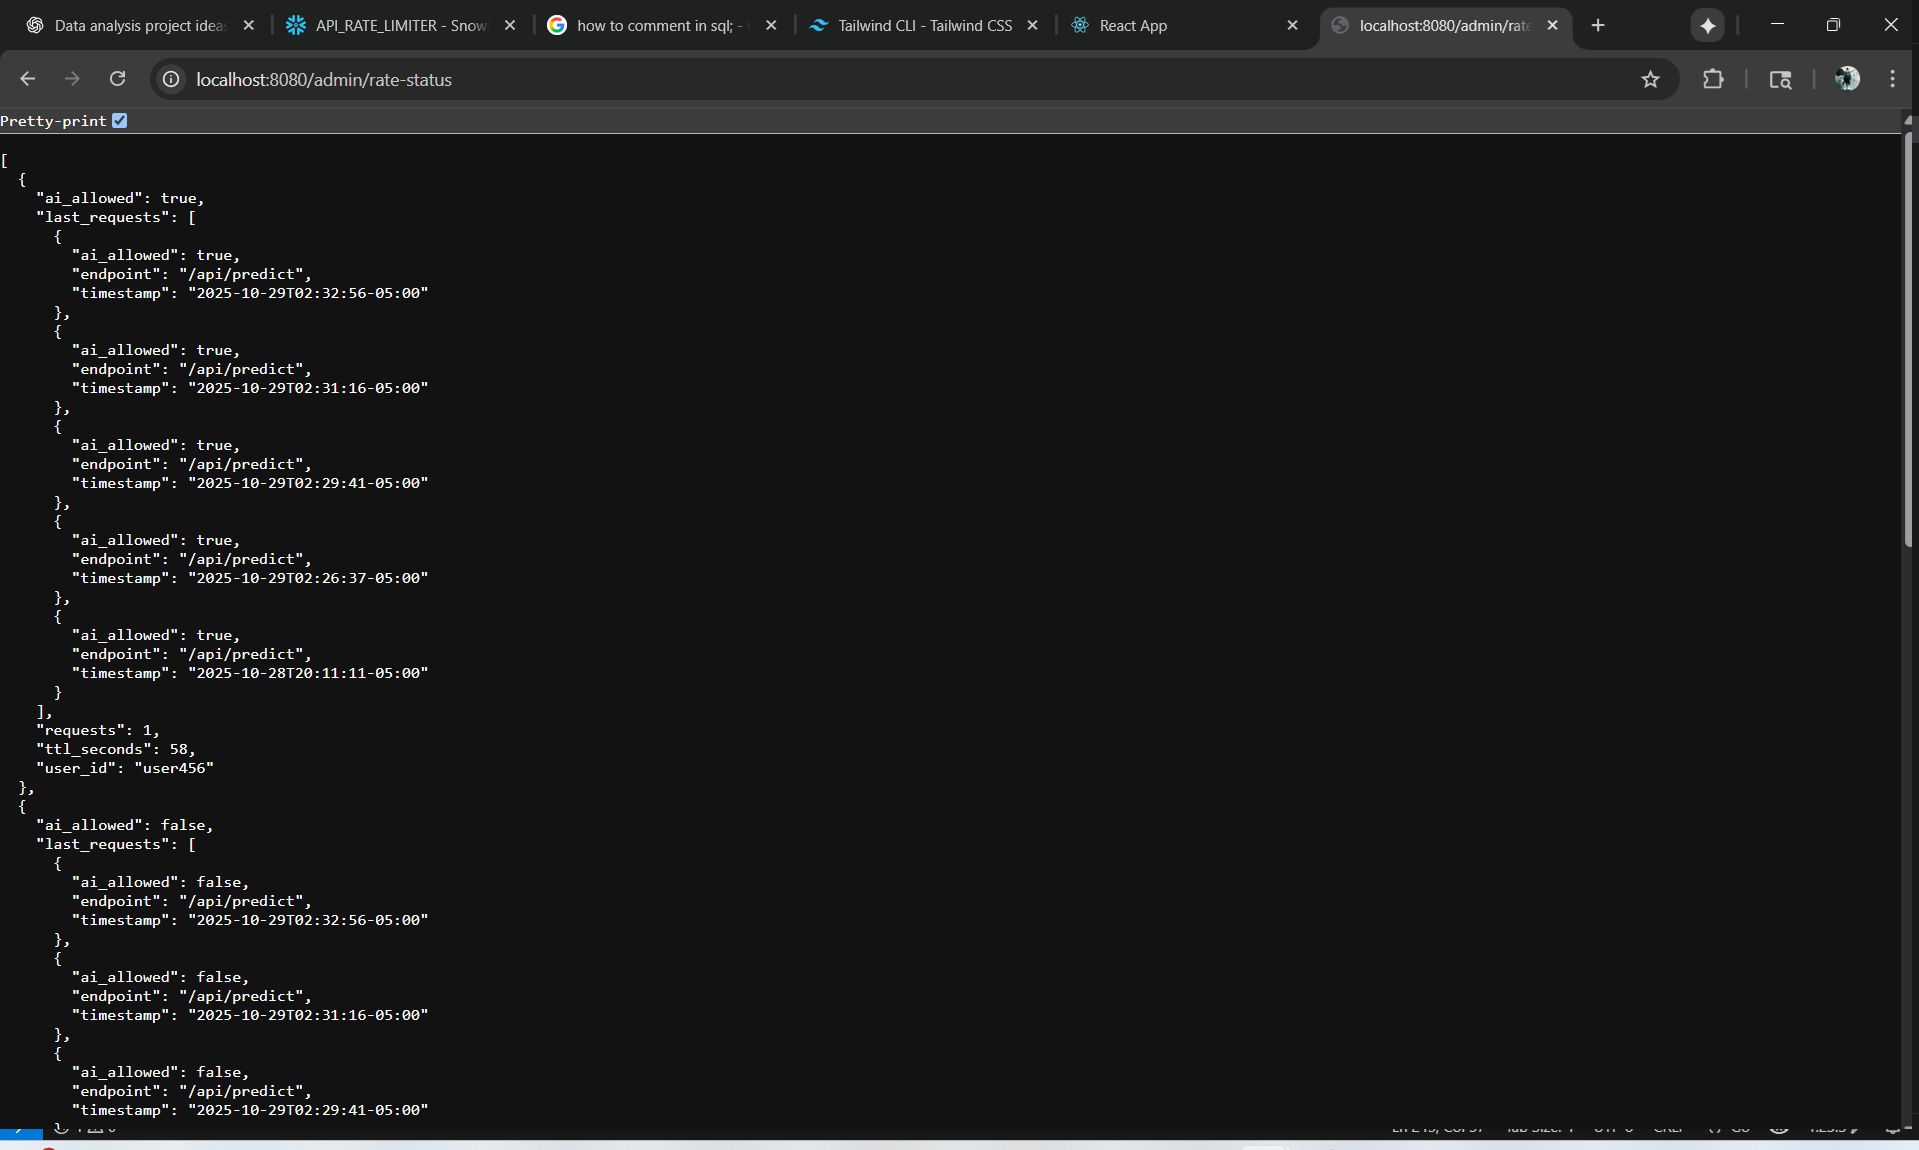 Data analysis project ideas
API_RATE_LIMITER - Snow
how to comment in sql; -
Tailwind CLI - Tailwind CSS
React App
localhost:8080/admin/rate
localhost:8080/admin/rate-status
Pretty-print
[
  {
    "ai_allowed": true,
    "last_requests": [
      {
        "ai_allowed": true,
        "endpoint": "/api/predict",
        "timestamp": "2025-10-29T02:32:56-05:00"
      },
      {
        "ai_allowed": true,
        "endpoint": "/api/predict",
        "timestamp": "2025-10-29T02:31:16-05:00"
      },
      {
        "ai_allowed": true,
        "endpoint": "/api/predict",
        "timestamp": "2025-10-29T02:29:41-05:00"
      },
      {
        "ai_allowed": true,
        "endpoint": "/api/predict",
        "timestamp": "2025-10-29T02:26:37-05:00"
      },
      {
        "ai_allowed": true,
        "endpoint": "/api/predict",
        "timestamp": "2025-10-28T20:11:11-05:00"
      }
    ],
    "requests": 1,
    "ttl_seconds": 58,
    "user_id": "user456"
  },
  {
    "ai_allowed": false,
    "last_requests": [
      {
        "ai_allowed": false,
        "endpoint": "/api/predict",
        "timestamp": "2025-10-29T02:32:56-05:00"
      },
      {
        "ai_allowed": false,
        "endpoint": "/api/predict",
        "timestamp": "2025-10-29T02:31:16-05:00"
      },
      {
        "ai_allowed": false,
        "endpoint": "/api/predict",
        "timestamp": "2025-10-29T02:29:41-05:00"